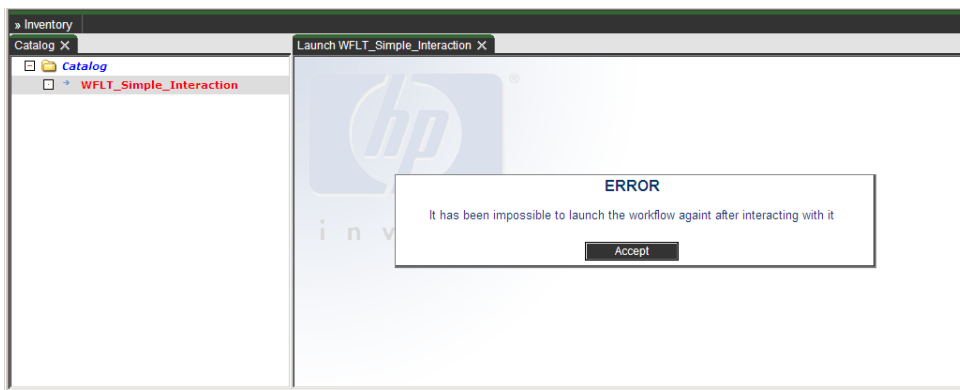 » Inventory
Catalog X
Launch WFLT_Simple_Interaction X
Catalog
WFLT_Simple_Interaction
hp
®
ERROR
It has been impossible to launch the workflow againt after interacting with it
i n v
Accept